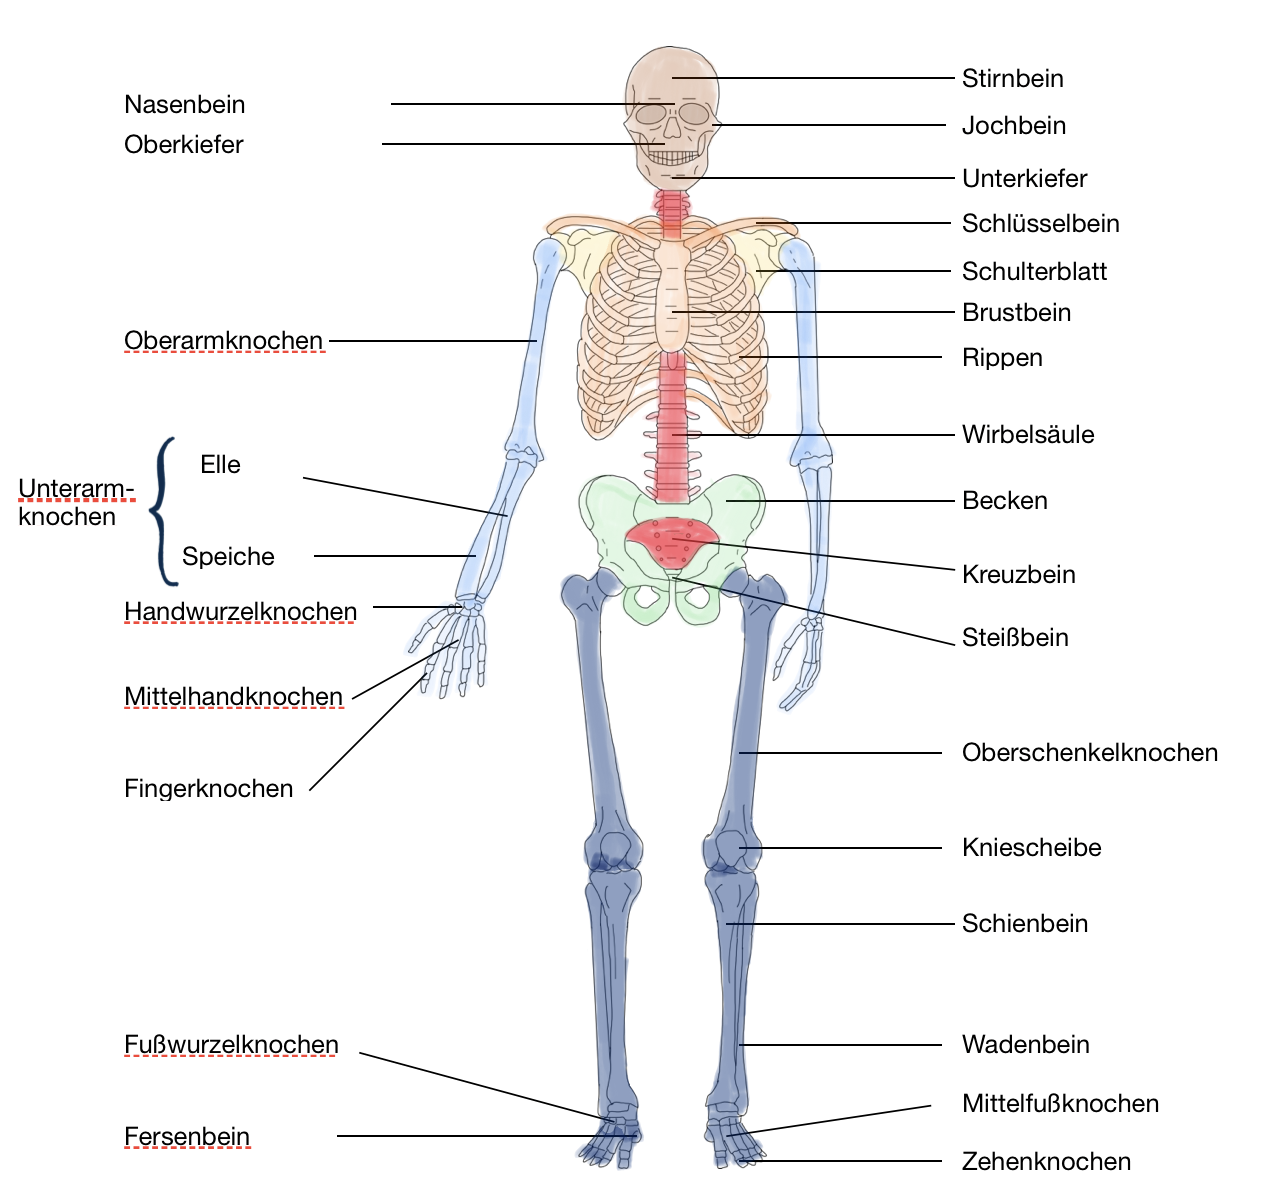 Nasenbein
Oberkiefer
Oberarmknochen
Elle
Unterarm-
knochen
Speiche
Handwurzelknochen
Mittelhandknochen
Fingerknochen
Fußwurzelknochen
Fersenbein
Stirnbein
Jochbein
Unterkiefer
Schlüsselbein
Schulterblatt
Brustbein
Rippen
Wirbelsäule
Becken
Kreuzbein
Steißbein
Oberschenkelknochen
Kniescheibe
Schienbein
Wadenbein
Mittelfußknochen
Zehenknochen